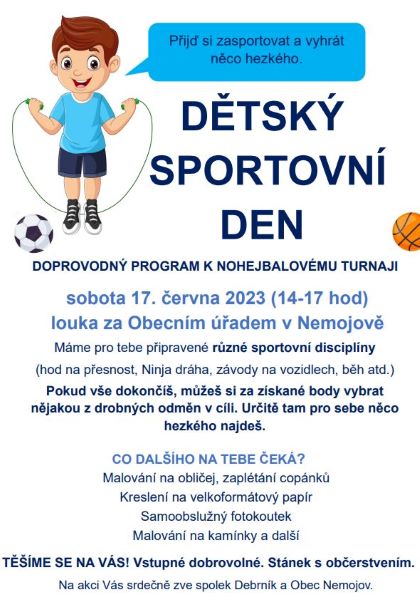 Přijď si zasportovat a vyhrát
něco hezkého.
DĚTSKÝ
SPORTOVNÍ
DEN
DOPROVODNÝ PROGRAM K NOHEJBALOVÉMU TURNAJI
sobota 17. června 2023 (14-17 hod)
louka za Obecním úřadem v Nemojově
Máme pro tebe připravené různé sportovní disciplíny
(hod na přesnost, Ninja dráha, závody na vozidlech, běh atd.)
Pokud vše dokončíš, můžeš si za získané body vybrat
nějakou z drobných odměn v cíli. Určitě tam pro sebe něco
hezkého najdeš.
CO DALŠÍHO NA TEBE ČEKÁ?
Malování na obličej, zaplétání copánků
Kreslení na velkoformátový papír
Samoobslužný fotokoutek
Malování na kamínky a další
TĚŠÍME SE NA VÁS! Vstupné dobrovolné. Stánek s občerstvením.
Na akci Vás srdečně zve spolek Debrník a Obec Nemojov.